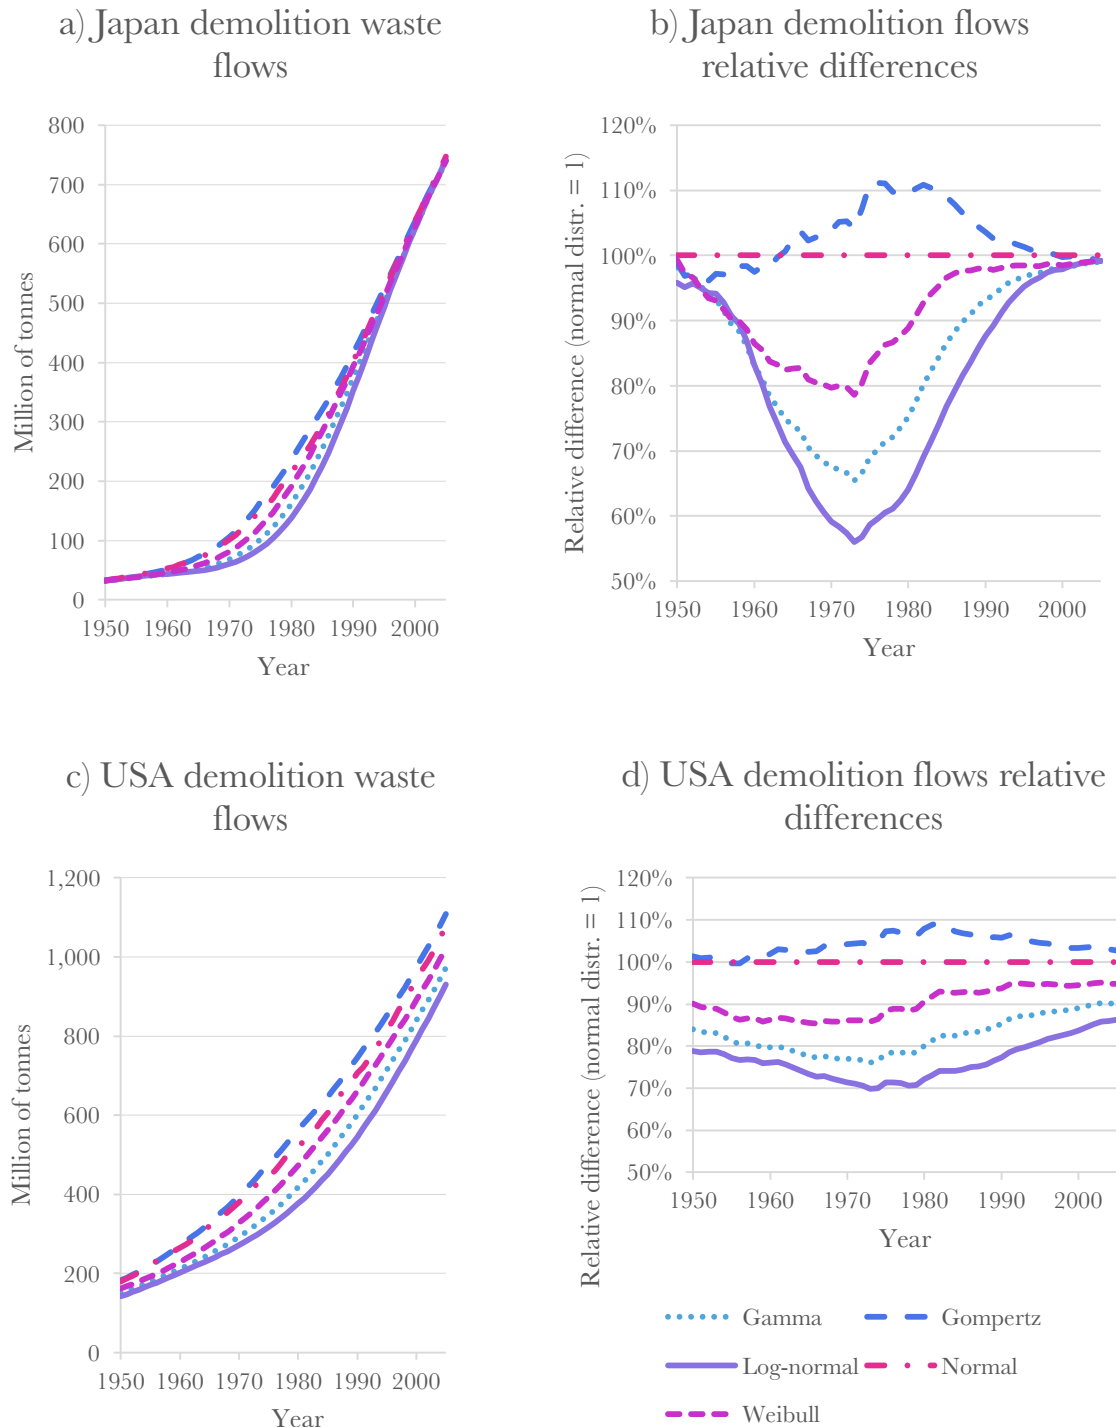 a) Japan demolition waste
flows
800
700
600
500
400
300
200
100
0
1950 1960 1970 1980 1990 2000
Year
Million of tonnes
b) Japan demolition flows
relative differences
120%
110%
100%
90%
80%
70%
60%
50%
1950 1960 1970 1980 1990 2000
Year
Relative difference (normal distr. = 1)
c) USA demolition waste
flows
1,200
1,000
800
600
400
200
0
1950 1960 1970 1980 1990 2000
Year
Million of tonnes
d) USA demolition flows relative
differences
120%
110%
100%
90%
80%
70%
60%
50%
1950 1960 1970 1980 1990 2000
Year
Relative difference (normal distr. = 1)
Gamma Gompertz
Log-normal Normal
Weibull